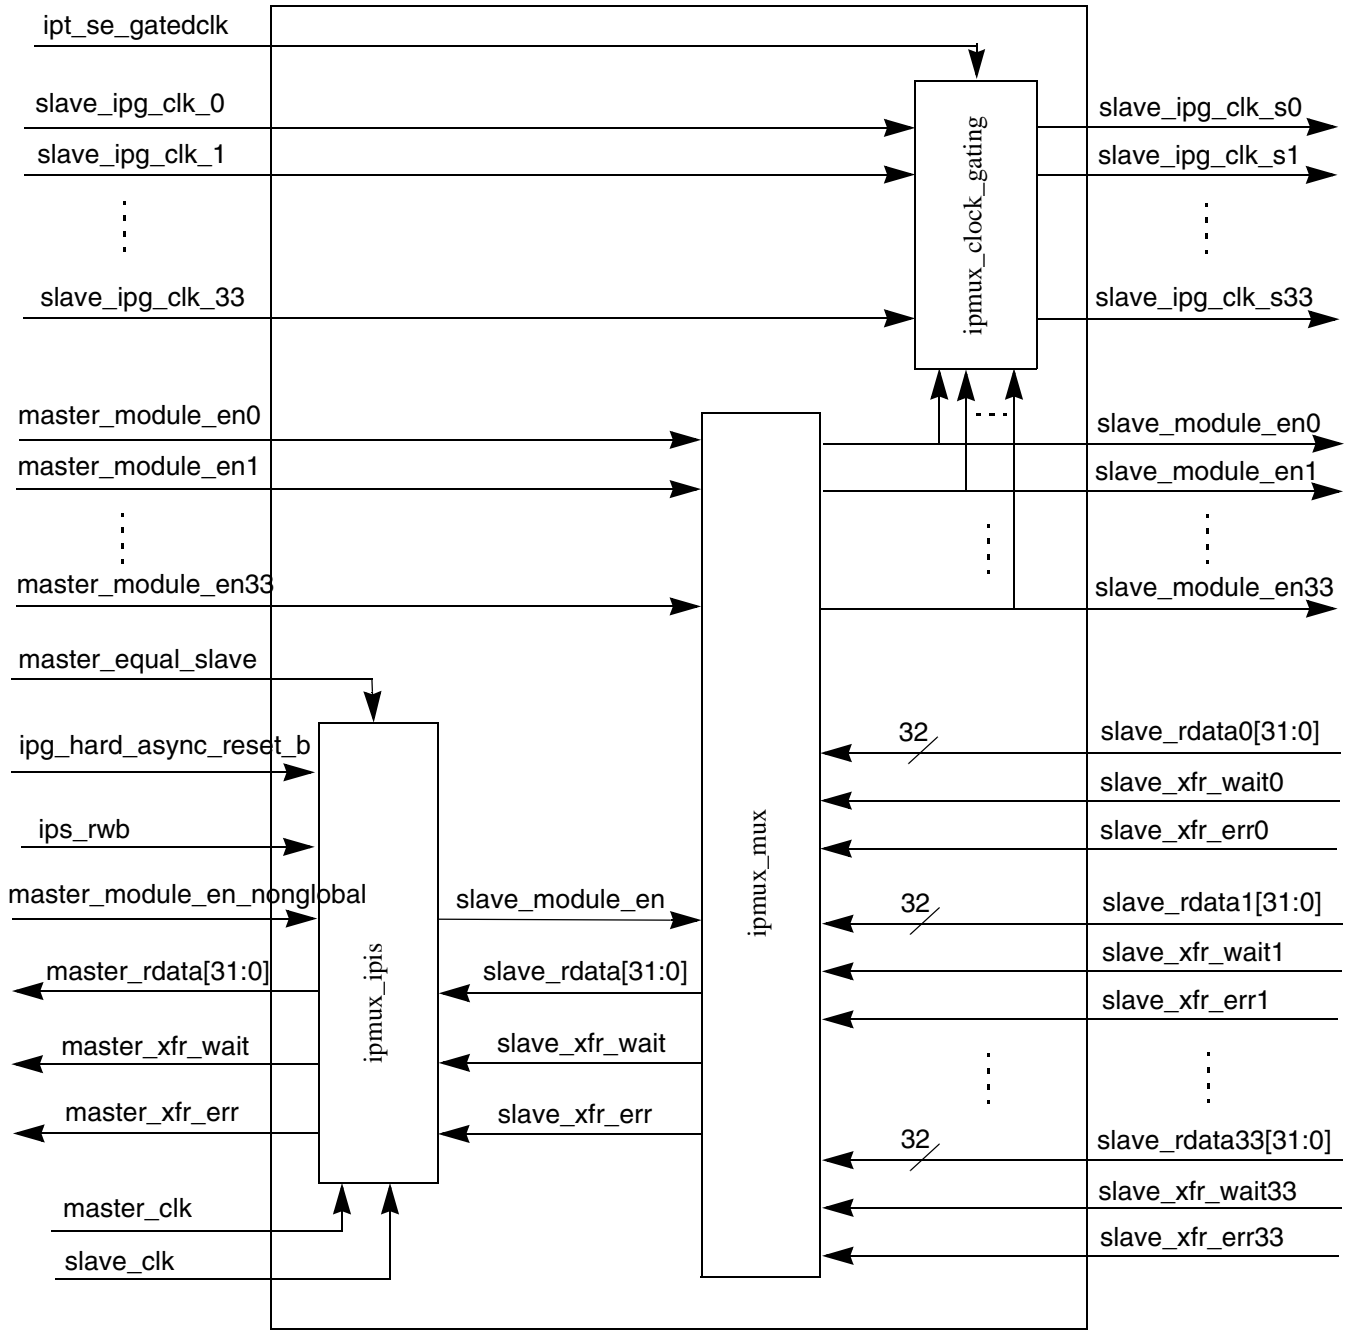 ipt_se_gatedclk
slave_ipg_clk_0
slave_ipg_clk_1
slave_ipg_clk_33
ipmux_clock_gating
slave_ipg_clk_s0
slave_ipg_clk_s1
slave_ipg_clk_s33
master_module_en0
master_module_en1
master_module_en33
slave_module_en0
slave_module_en1
slave_module_en33
master_equal_slave
ipg_hard_async_reset_b
ips_rwb
master_module_en_nonglobal
master_rdata[31:0]
master_xfr_wait
master_xfr_err
master_clk
slave_clk
ipmux_ipis
slave_module_en
slave_rdata[31:0]
slave_xfr_wait
slave_xfr_err
ipmux_mux
32
slave_rdata0[31:0]
slave_xfr_wait0
slave_xfr_err0
32
slave_rdata1[31:0]
slave_xfr_wait1
slave_xfr_err1
32
slave_rdata33[31:0]
slave_xfr_wait33
slave_xfr_err33